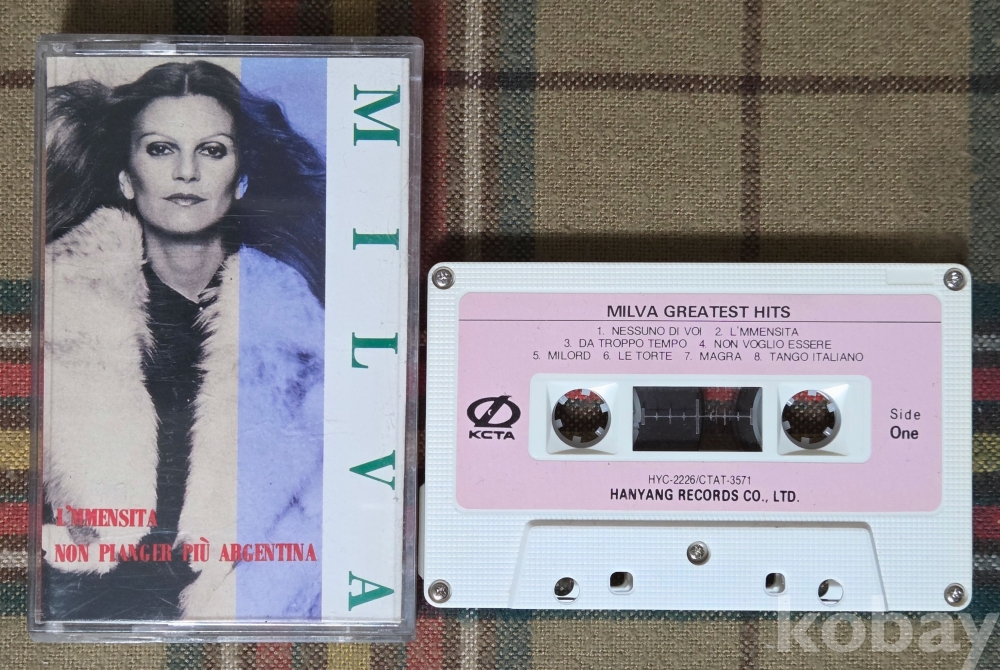 MILVA
L'MMENSITA
NON PIANGER PIÙ ARGENTINA
MILVA GREATEST HITS
1. NESSUNO DI VOI 2. L'MMENSITA
3. DA TROPPO TEMPO 4. NON VOGLIO ESSERE
5. MILORD 6. LE TORTE 7. MAGRA 8. TANGO ITALIANO
KCTA
Side
One
HYC-2226/CTAT-3571
HANYANG RECORDS CO., LTD.
kobay